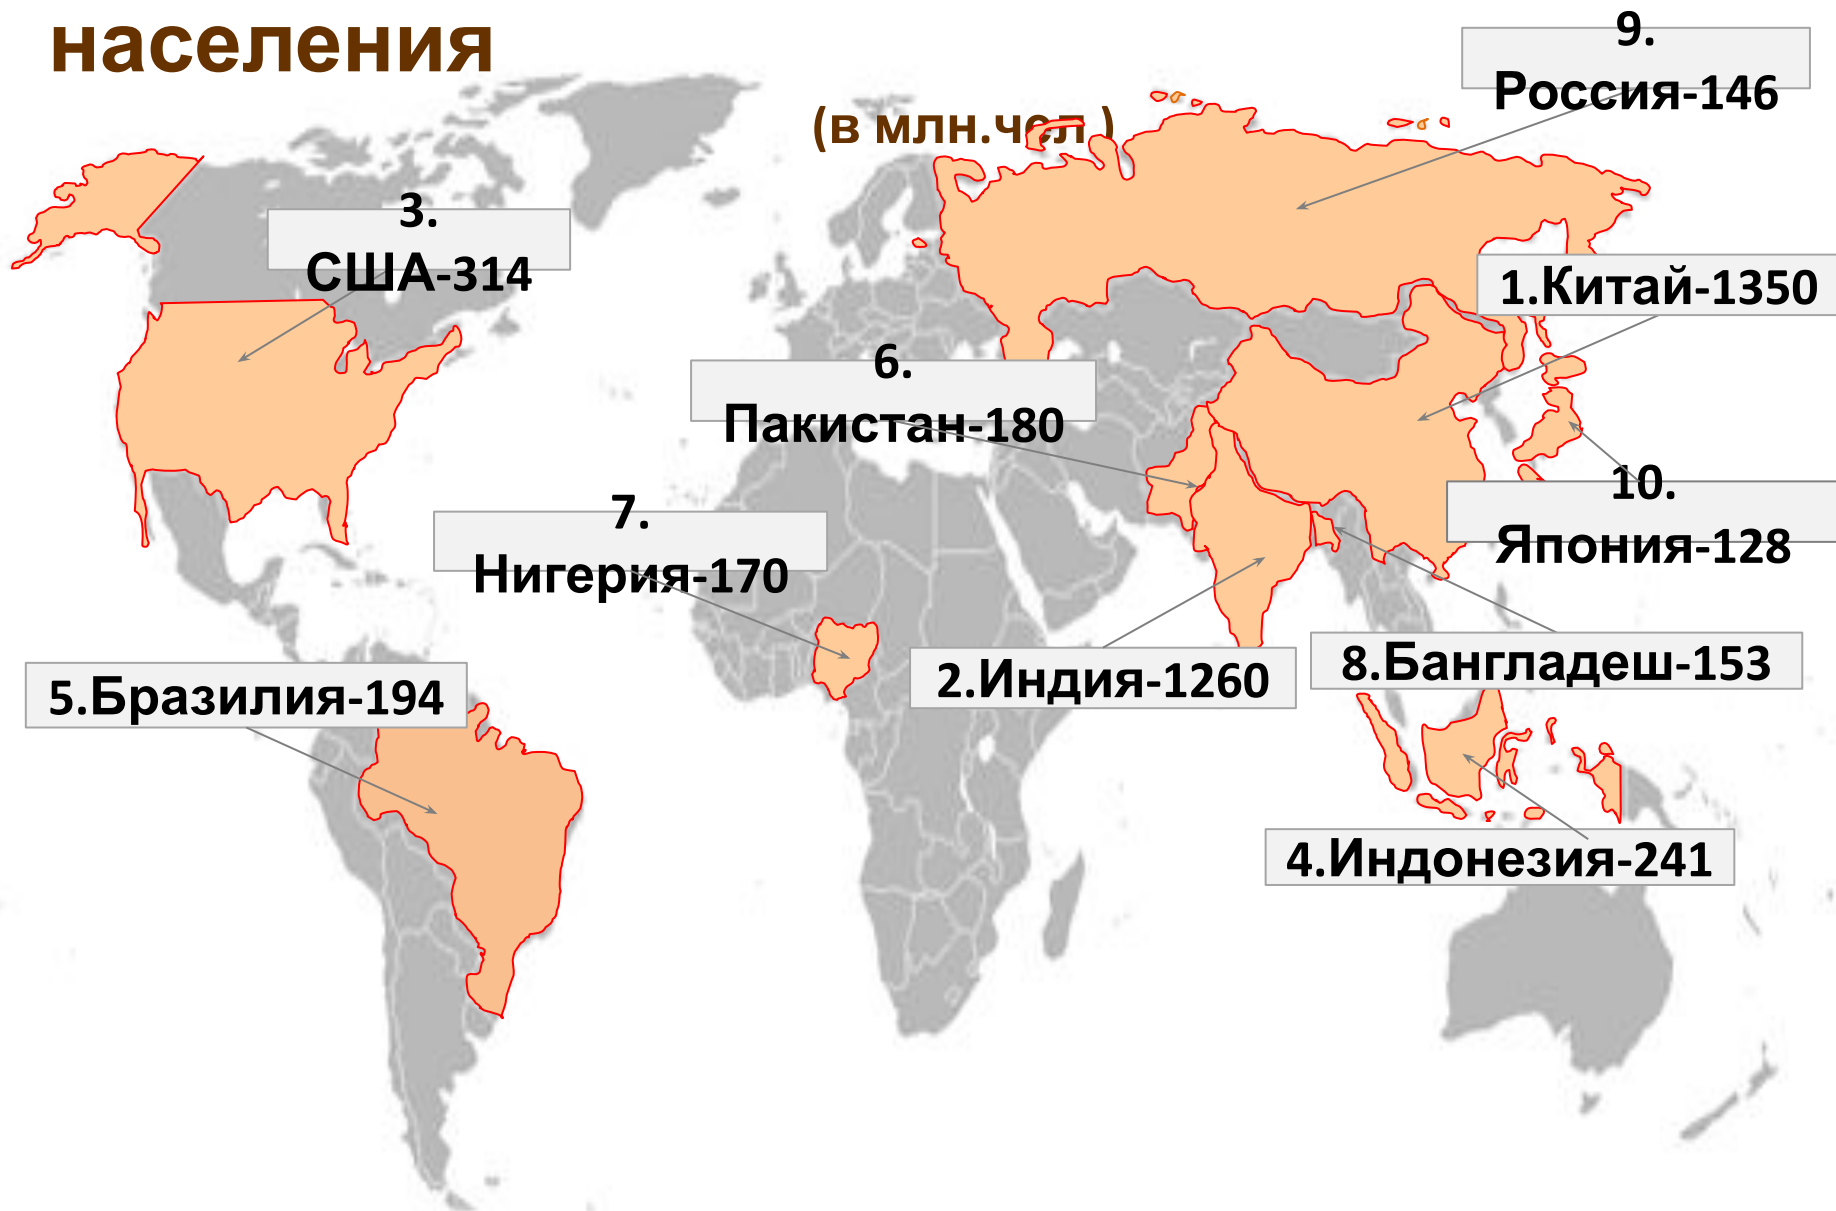 населения
(в млн.чел )
9.
Россия-146
3.
США-314
1.Китай-1350
6.
Пакистан-180
10.
Япония-128
7.
Нигерия-170
2.Индия-1260
8.Бангладеш-153
5.Бразилия-194
4.Индонезия-241